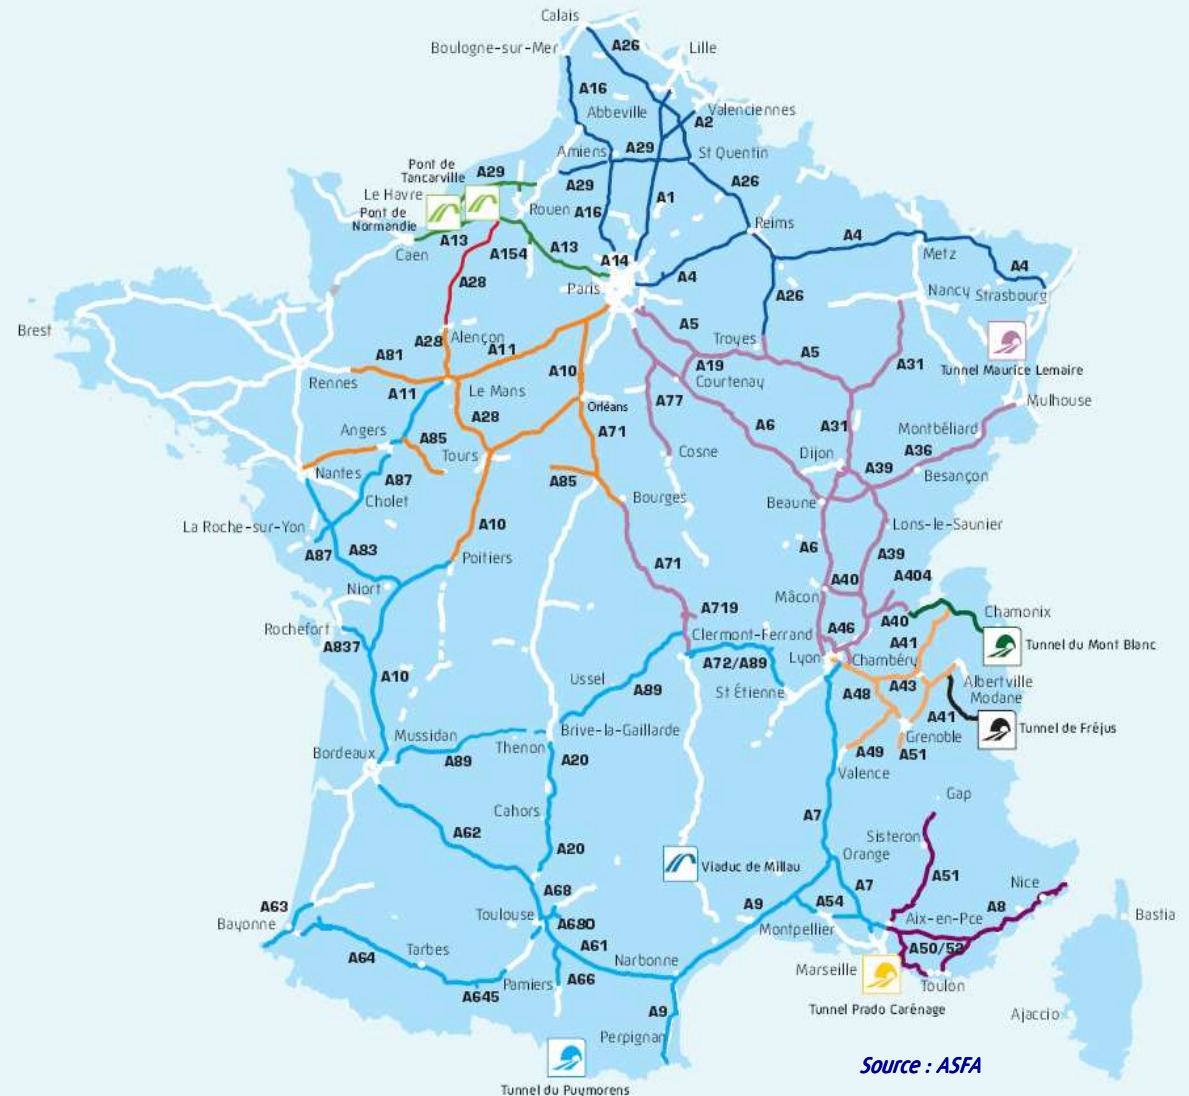 Calais
Boulogne-sur-Mer
A26
Lille
A16
Abbeville
Valenciennes
A2
Amiens
A29
St Quentin
Pont de
Tancarville
A29
A29
A26
Le Havre
Pont de
Normandie
Rouen
A16
A1
Reims
A13
A154
A13
A14
A4
A4
Caen
Metz
A4
A28
Paris
A26
Nancy
Strasbourg
Brest
A28
Alençon
A11
A5
Troyes
A5
A31
Tunnel Maurice Lemaire
A81
Rennes
A11
Le Mans
A10
A19
Courtenay
A77
Mulhouse
Orléans
A28
A71
A6
A31
Montbéliard
Angers
A85
Tours
Cosne
Dijon
A36
A39
Besançon
Nantes
A87
A85
Bourges
Beaune
Cholet
La Roche-sur-Yon
A10
Lons-le-Saunier
A87
A83
Poitiers
A6
A39
A71
A404
Niort
A40
Mâcon
A719
Chamonix
Rochefort
A46
A40
A837
Clermont-Ferrand
A41
Tunnel du Mont Blanc
A72/A89
Lyon
Chambéry
A10
Ussel
A89
St Étienne
A48
A43
Albertville
Modane
A41
Mussidan
Brive-la-Gaillarde
Tunnel de Fréjus
Bordeaux
Thenon
Grenoble
A89
A20
A49
A51
Valence
Cahors
A7
Gap
A62
Sisteron
A20
Orange
Viaduc de Millau
A51
A68
A7
Nice
A63
Bayonne
Toulouse
A680
A9
A54
A8
Aix-en-Pce
Bastia
Montpellier
A61
A50/52
A64
Tarbes
Narbonne
Marseille
A66
Toulon
A645
Pamiers
Tunnel Prado Carénage
A9
Ajaccio
Perpignan
Source : ASFA
Tunnel du Puymorens